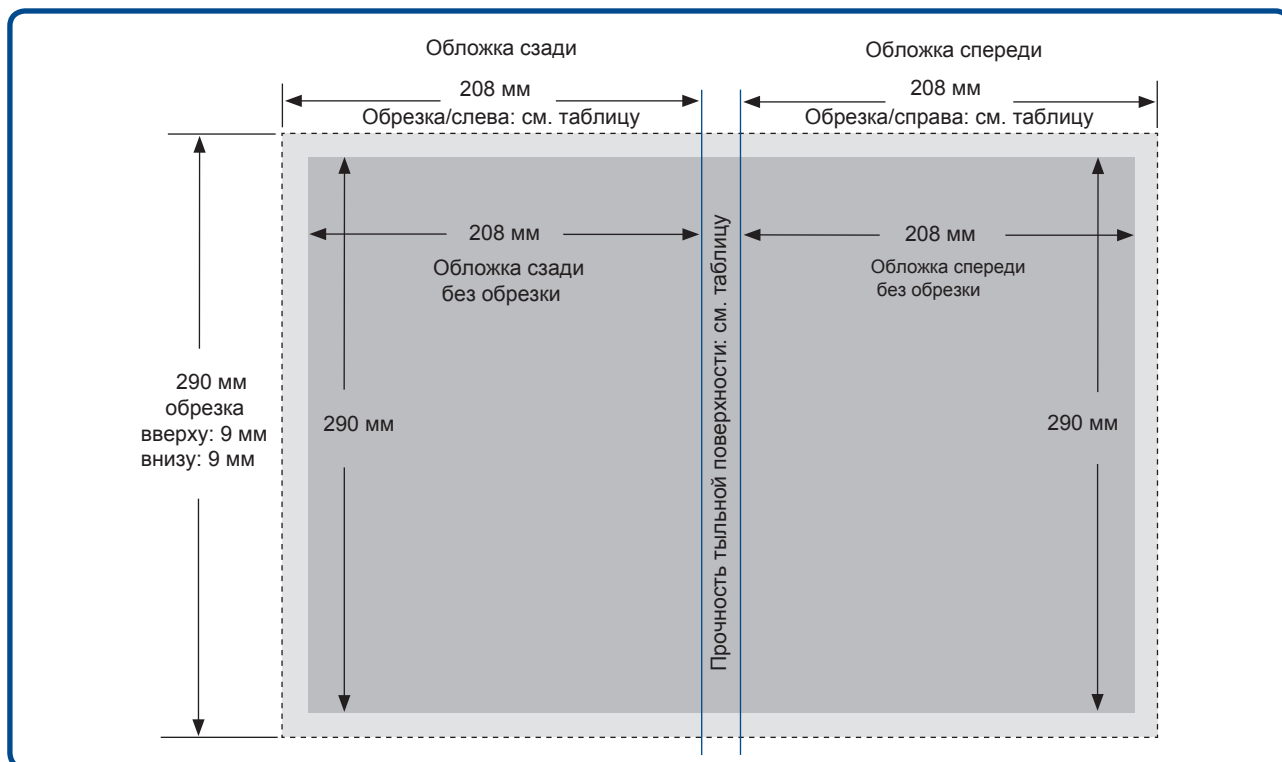 Обложка сзади
208 мм
Обрезка/слева: см. таблицу
Обложка спереди
208 мм
Обрезка/справа: см. таблицу
290 мм
обрезка
вверху: 9 мм
внизу: 9 мм
290 мм
208 мм
Обложка сзади
без обрезки
Прочность тыльной поверхности: см. таблицу
208 мм
Обложка спереди
без обрезки
290 мм